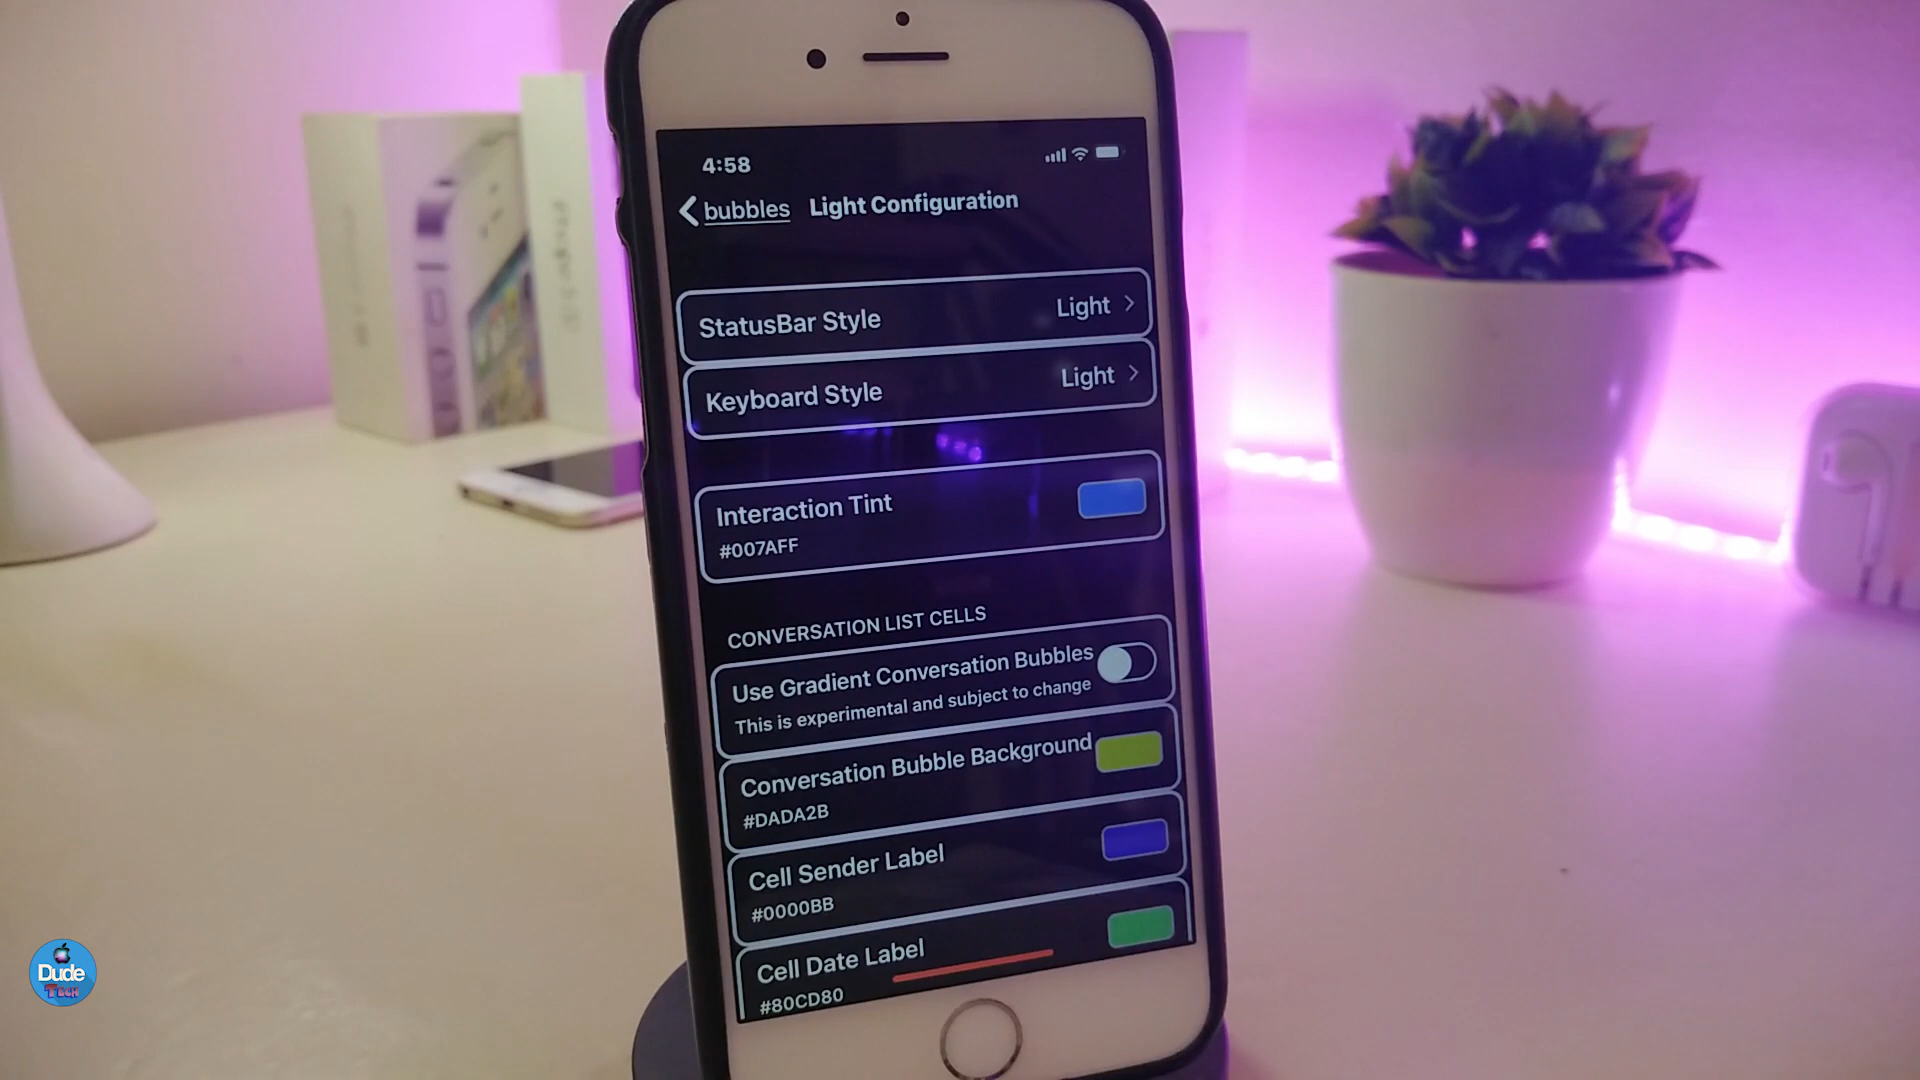 4:58
bubbles Light Configuration
StatusBar Style Light
Keyboard Style Light
Interaction Tint
#007AFF
CONVERSATION LIST CELLS
Use Gradient Conversation Bubbles
This is experimental and subject to change
Conversation Bubble Background
#DADA2B
Cell Sender Label
#0000BB
Cell Date Label
#80CD80
Dude
TECH